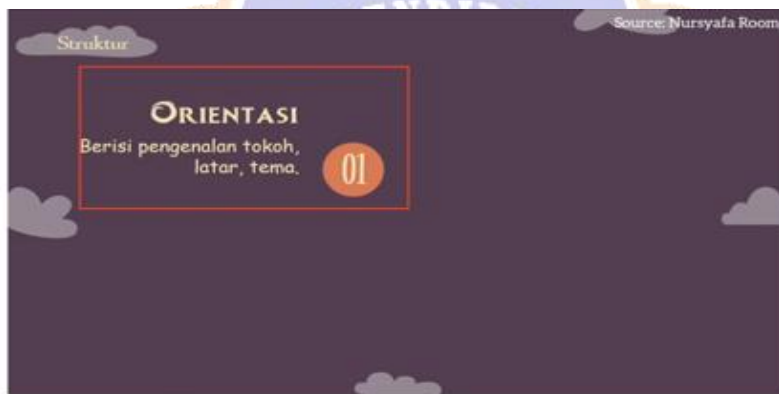 Source: Nursyafa Room
Struktur
ORIENTASI
Berisi pengenalan tokoh,
latar, tema.
01